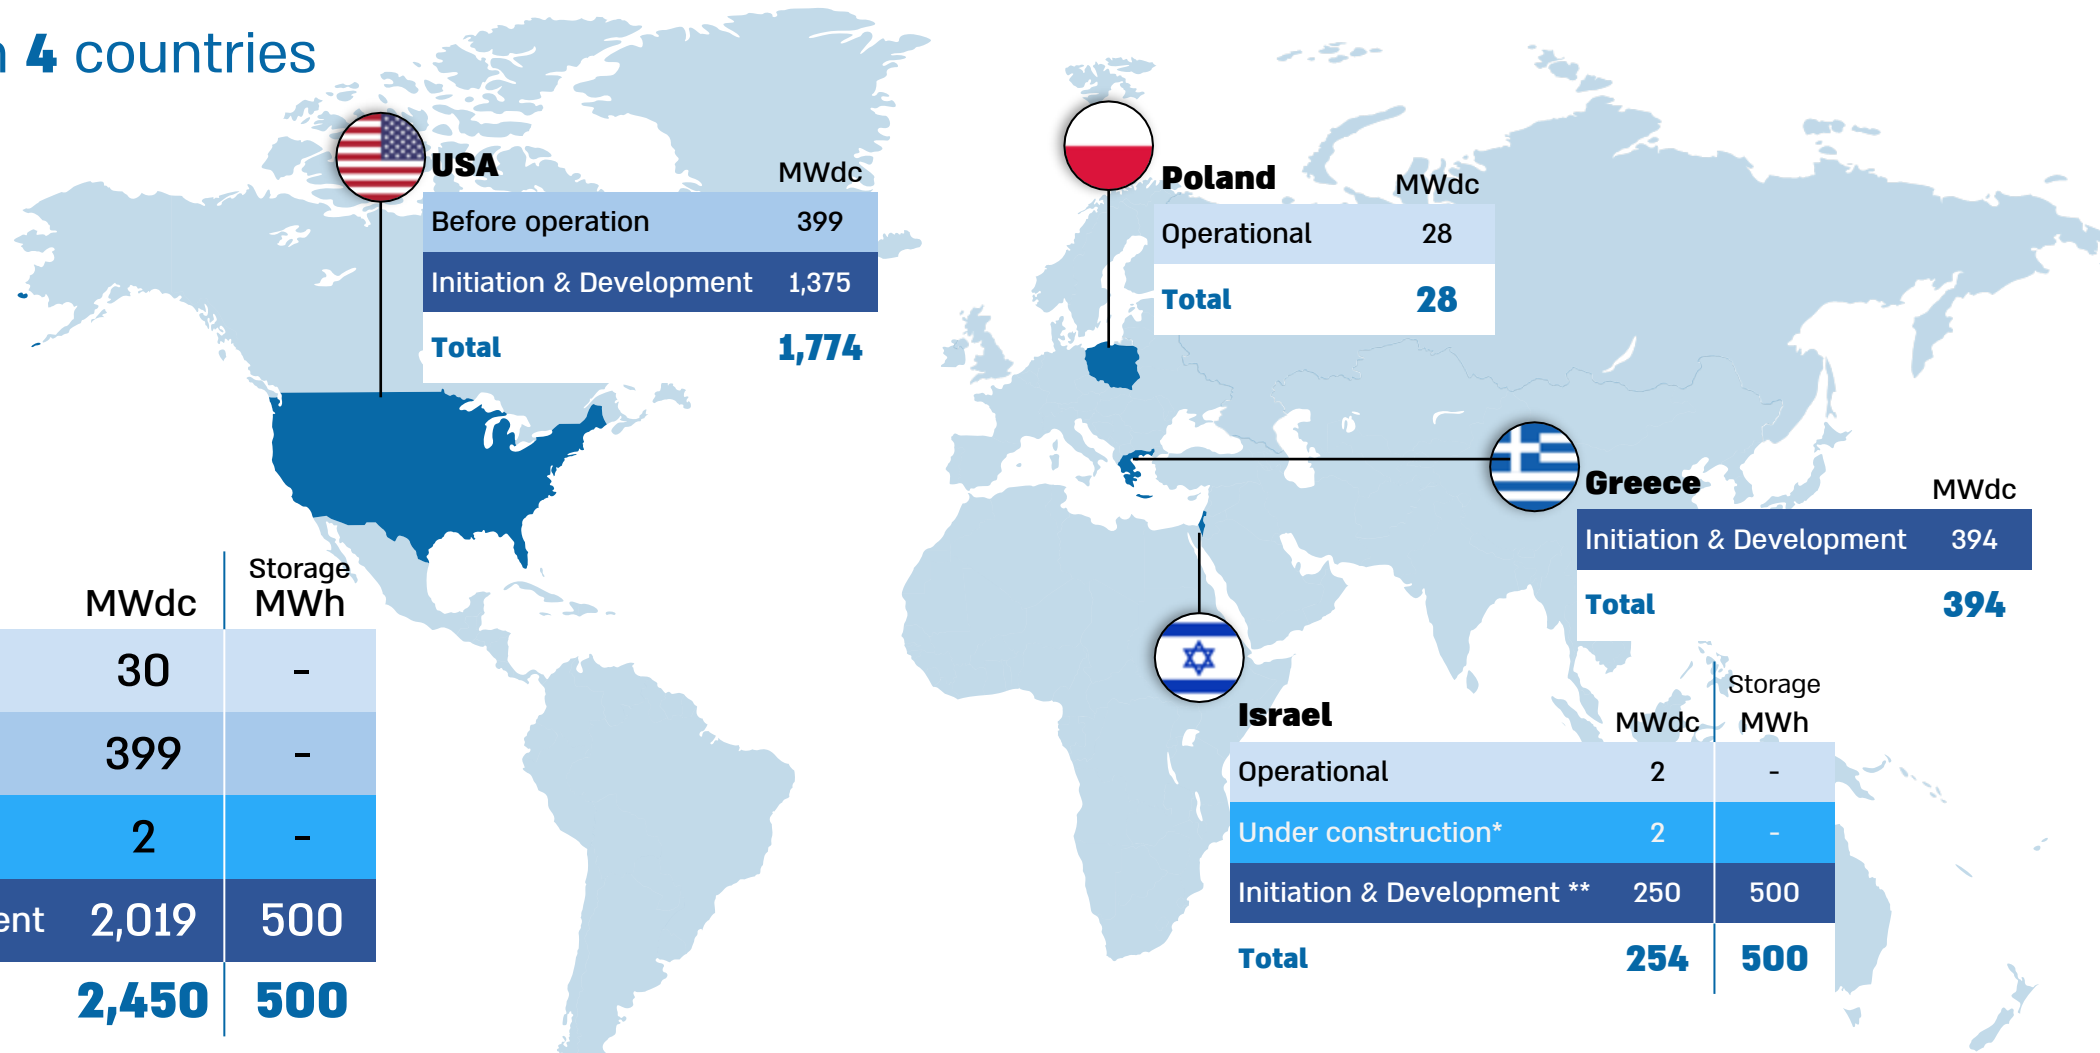 4 countries
USA MWdc
Before operation 399
Initiation & Development 1,375
Total 1,774
Poland MWdc
Operational 28
Total 28
Greece MWdc
Initiation & Development 394
Total 394
Storage
MWdc MWh
30 -
399 -
2 -
2,019 500
2,450 500
Storage
Israel MWdc MWh
Operational 2 -
Under construction* 2 -
Initiation & Development ** 250 500
Total 254 500